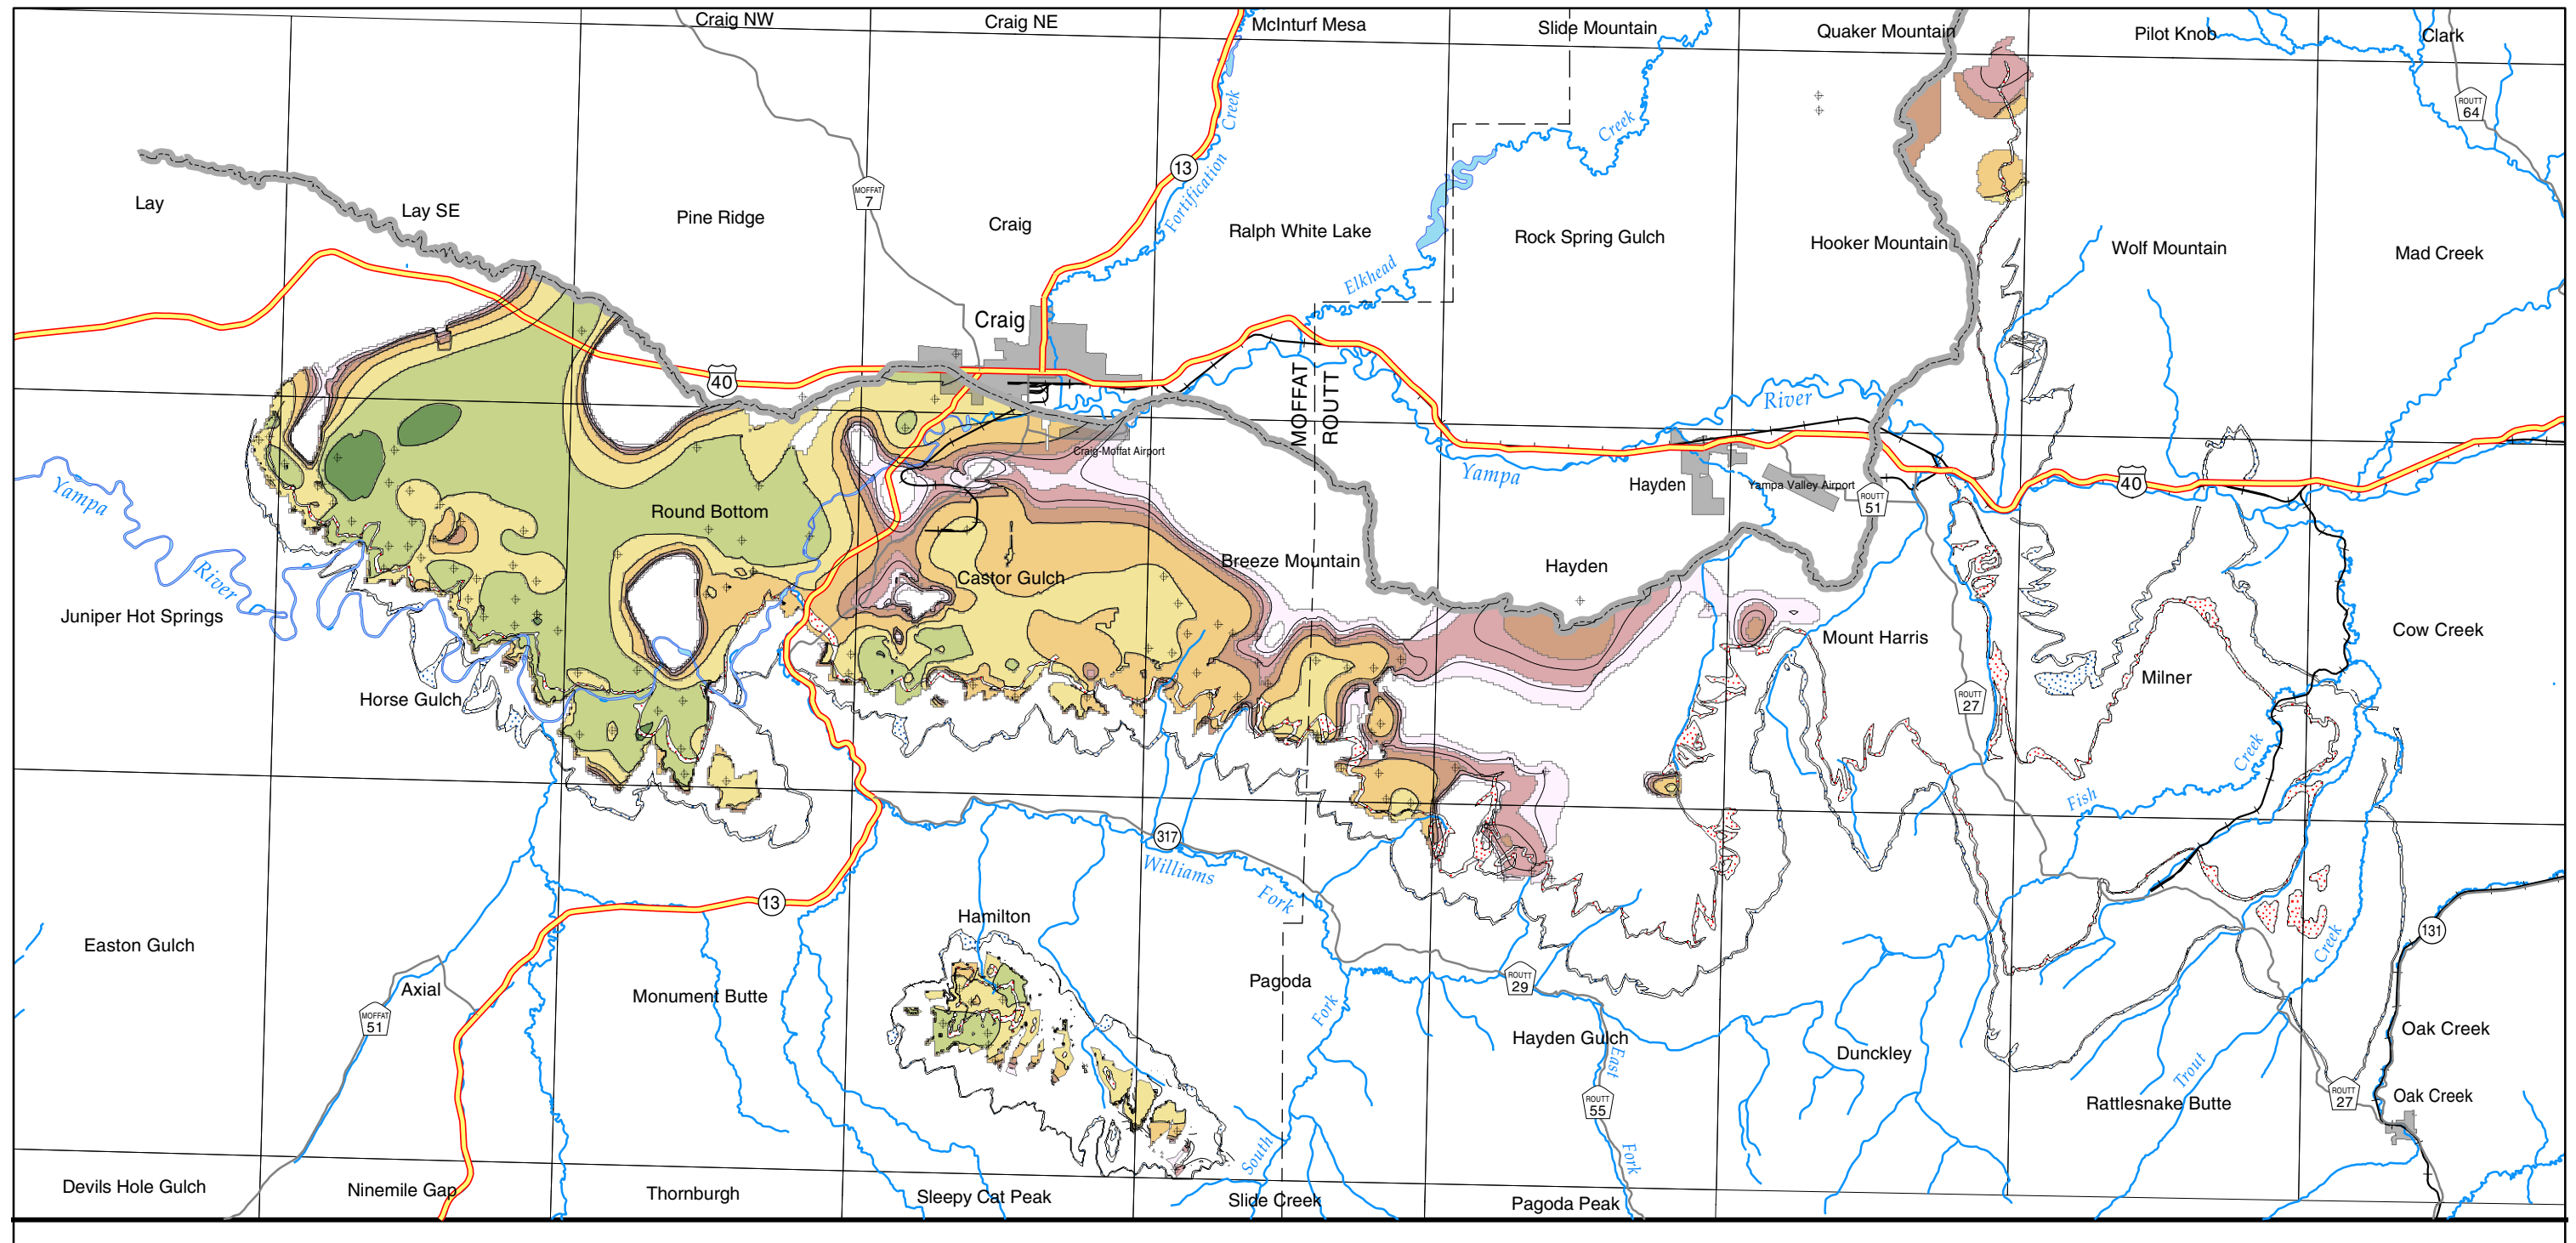 Craig NW
Craig NE
McInturf Mesa
Slide Mountain
Quaker Mountain
Pilot Knob
Clark
ROUTT
64
Creek
Creek
13
Fortification
MOFFAT
7
Lay
Lay SE
Pine Ridge
Craig
Ralph White Lake
Rock Spring Gulch
Hooker Mountain
Wolf Mountain
Mad Creek
Elkhead
Craig
40
MOFFAT
ROUTT
River
Craig-Moffat Airport
Yampa
Hayden
Yampa Valley Airport
40
ROUTT
51
Yampa
River
Round Bottom
Castor Gulch
Breeze Mountain
Hayden
Juniper Hot Springs
Mount Harris
Cow Creek
Milner
Horse Gulch
ROUTT
27
Creek
Fish
317
Williams
Fork
13
Hamilton
131
Creek
Easton Gulch
Axial
Monument Butte
Pagoda
ROUTT
29
MOFFAT
51
Fork
Hayden Gulch
East
Dunckley
Oak Creek
Trout
ROUTT
55
Rattlesnake Butte
ROUTT
27
Oak Creek
South
Fork
Devils Hole Gulch
Ninemile Gap
Thornburgh
Sleepy Cat Peak
Slide Creek
Pagoda Peak